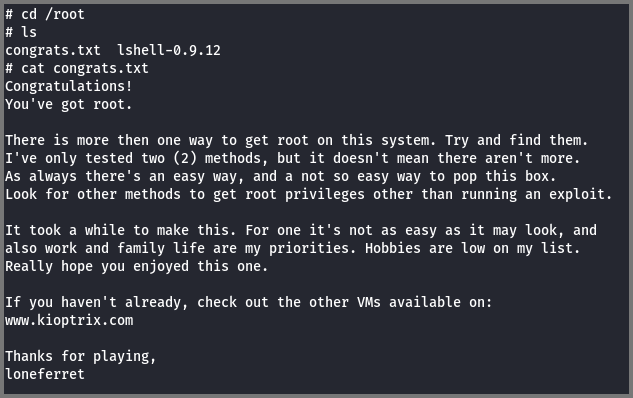 # cd /root
# ls
congrats.txt  lshell-0.9.12
# cat congrats.txt
Congratulations!
You've got root.

There is more then one way to get root on this system. Try and find them.
I've only tested two (2) methods, but it doesn't mean there aren't more.
As always there's an easy way, and a not so easy way to pop this box.
Look for other methods to get root privileges other than running an exploit.

It took a while to make this. For one it's not as easy as it may look, and
also work and family life are my priorities. Hobbies are low on my list.
Really hope you enjoyed this one.

If you haven't already, check out the other VMs available on:
www.kioptrix.com

Thanks for playing,
loneferret